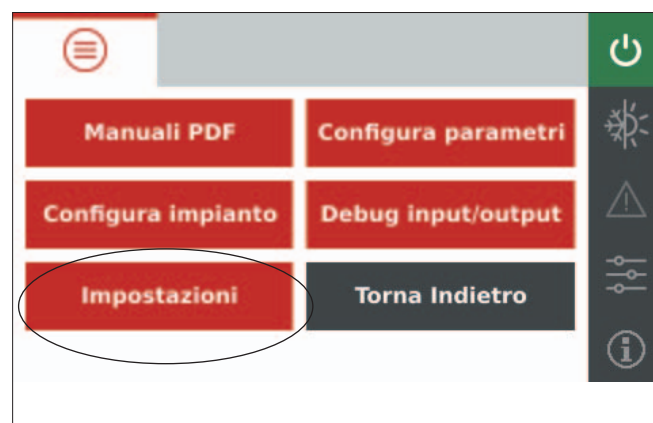 Manuali PDF
Configura parametri
Configura impianto
Debug input/output
Impostazioni
Torna Indietro